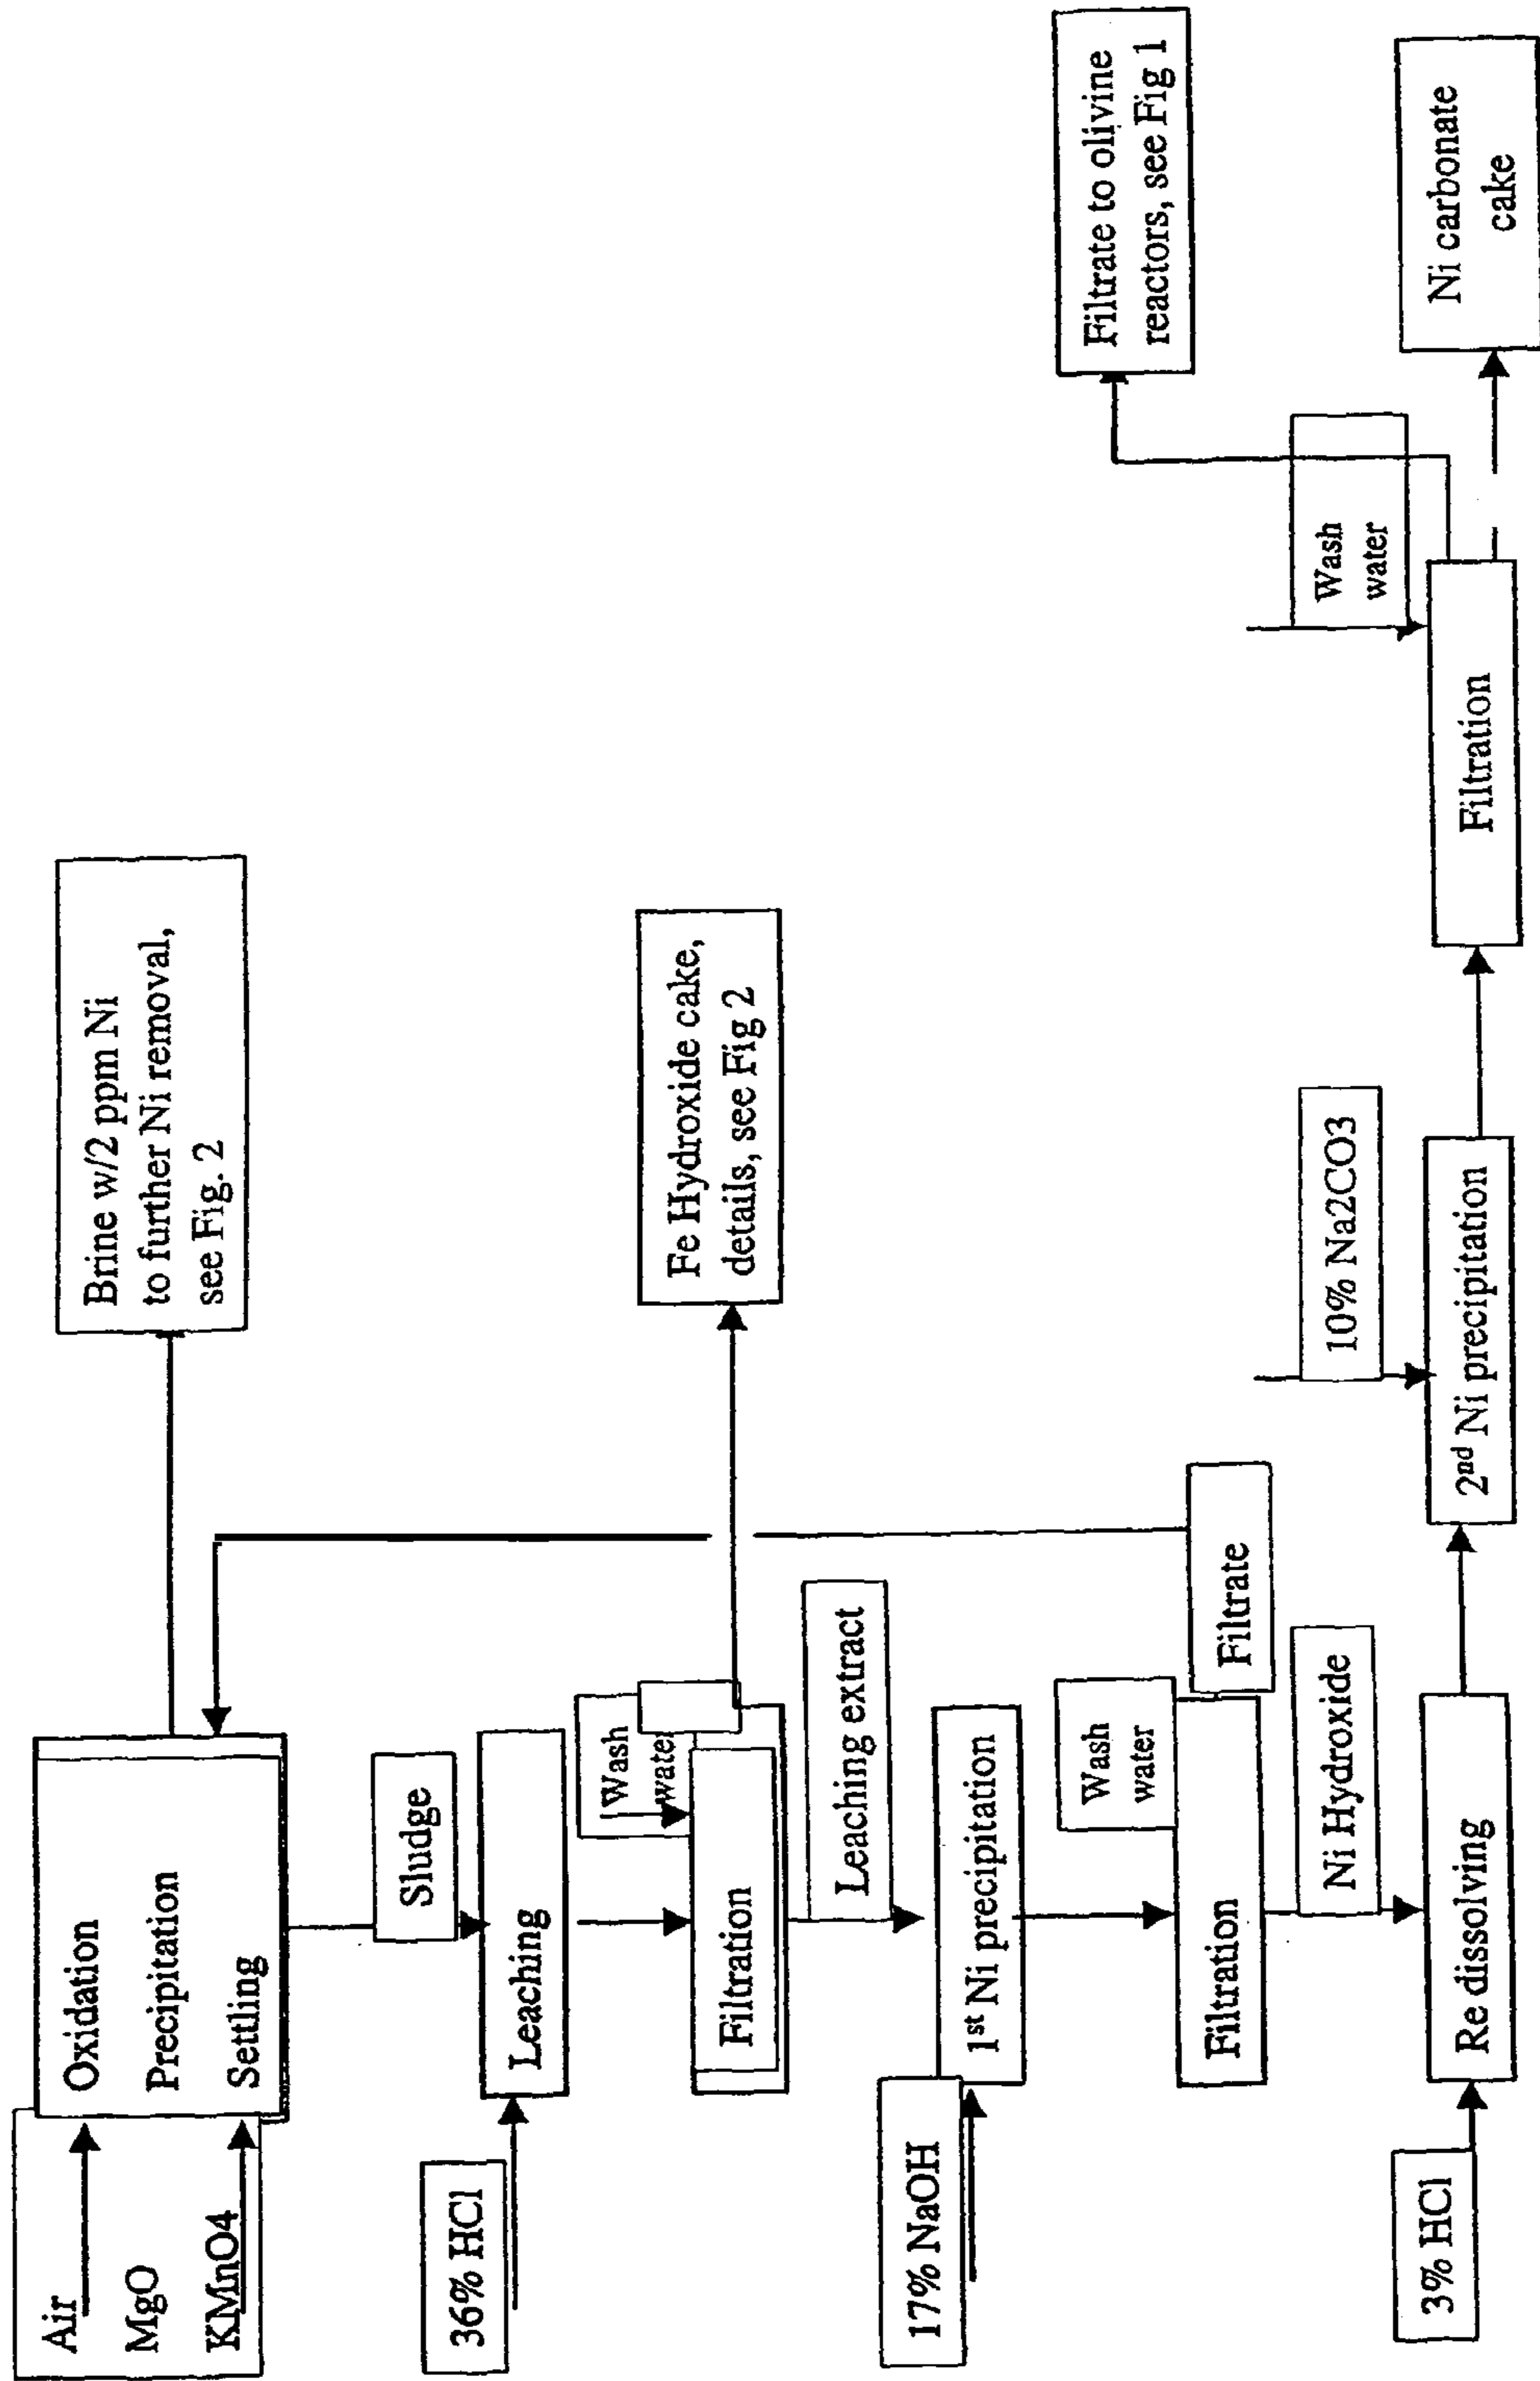 Air
MgO
KMnO4
Oxidation
Precipitation
Settling
Brine w/2 ppm Ni
to further Ni removal,
see Fig. 2
Sludge
36% HCl
Leaching
Wash
water
Filtration
Fe Hydroxide cake,
details, see Fig 2
Leaching extract
17% NaOH
1st Ni precipitation
Wash
water
Filtration
Filtrate
Ni Hydroxide
3% HCl
Re dissolving
10% Na2CO3
2nd Ni precipitation
Wash
water
Filtration
Filtrate to olivine
reactors, see Fig 1
Ni carbonate
cake